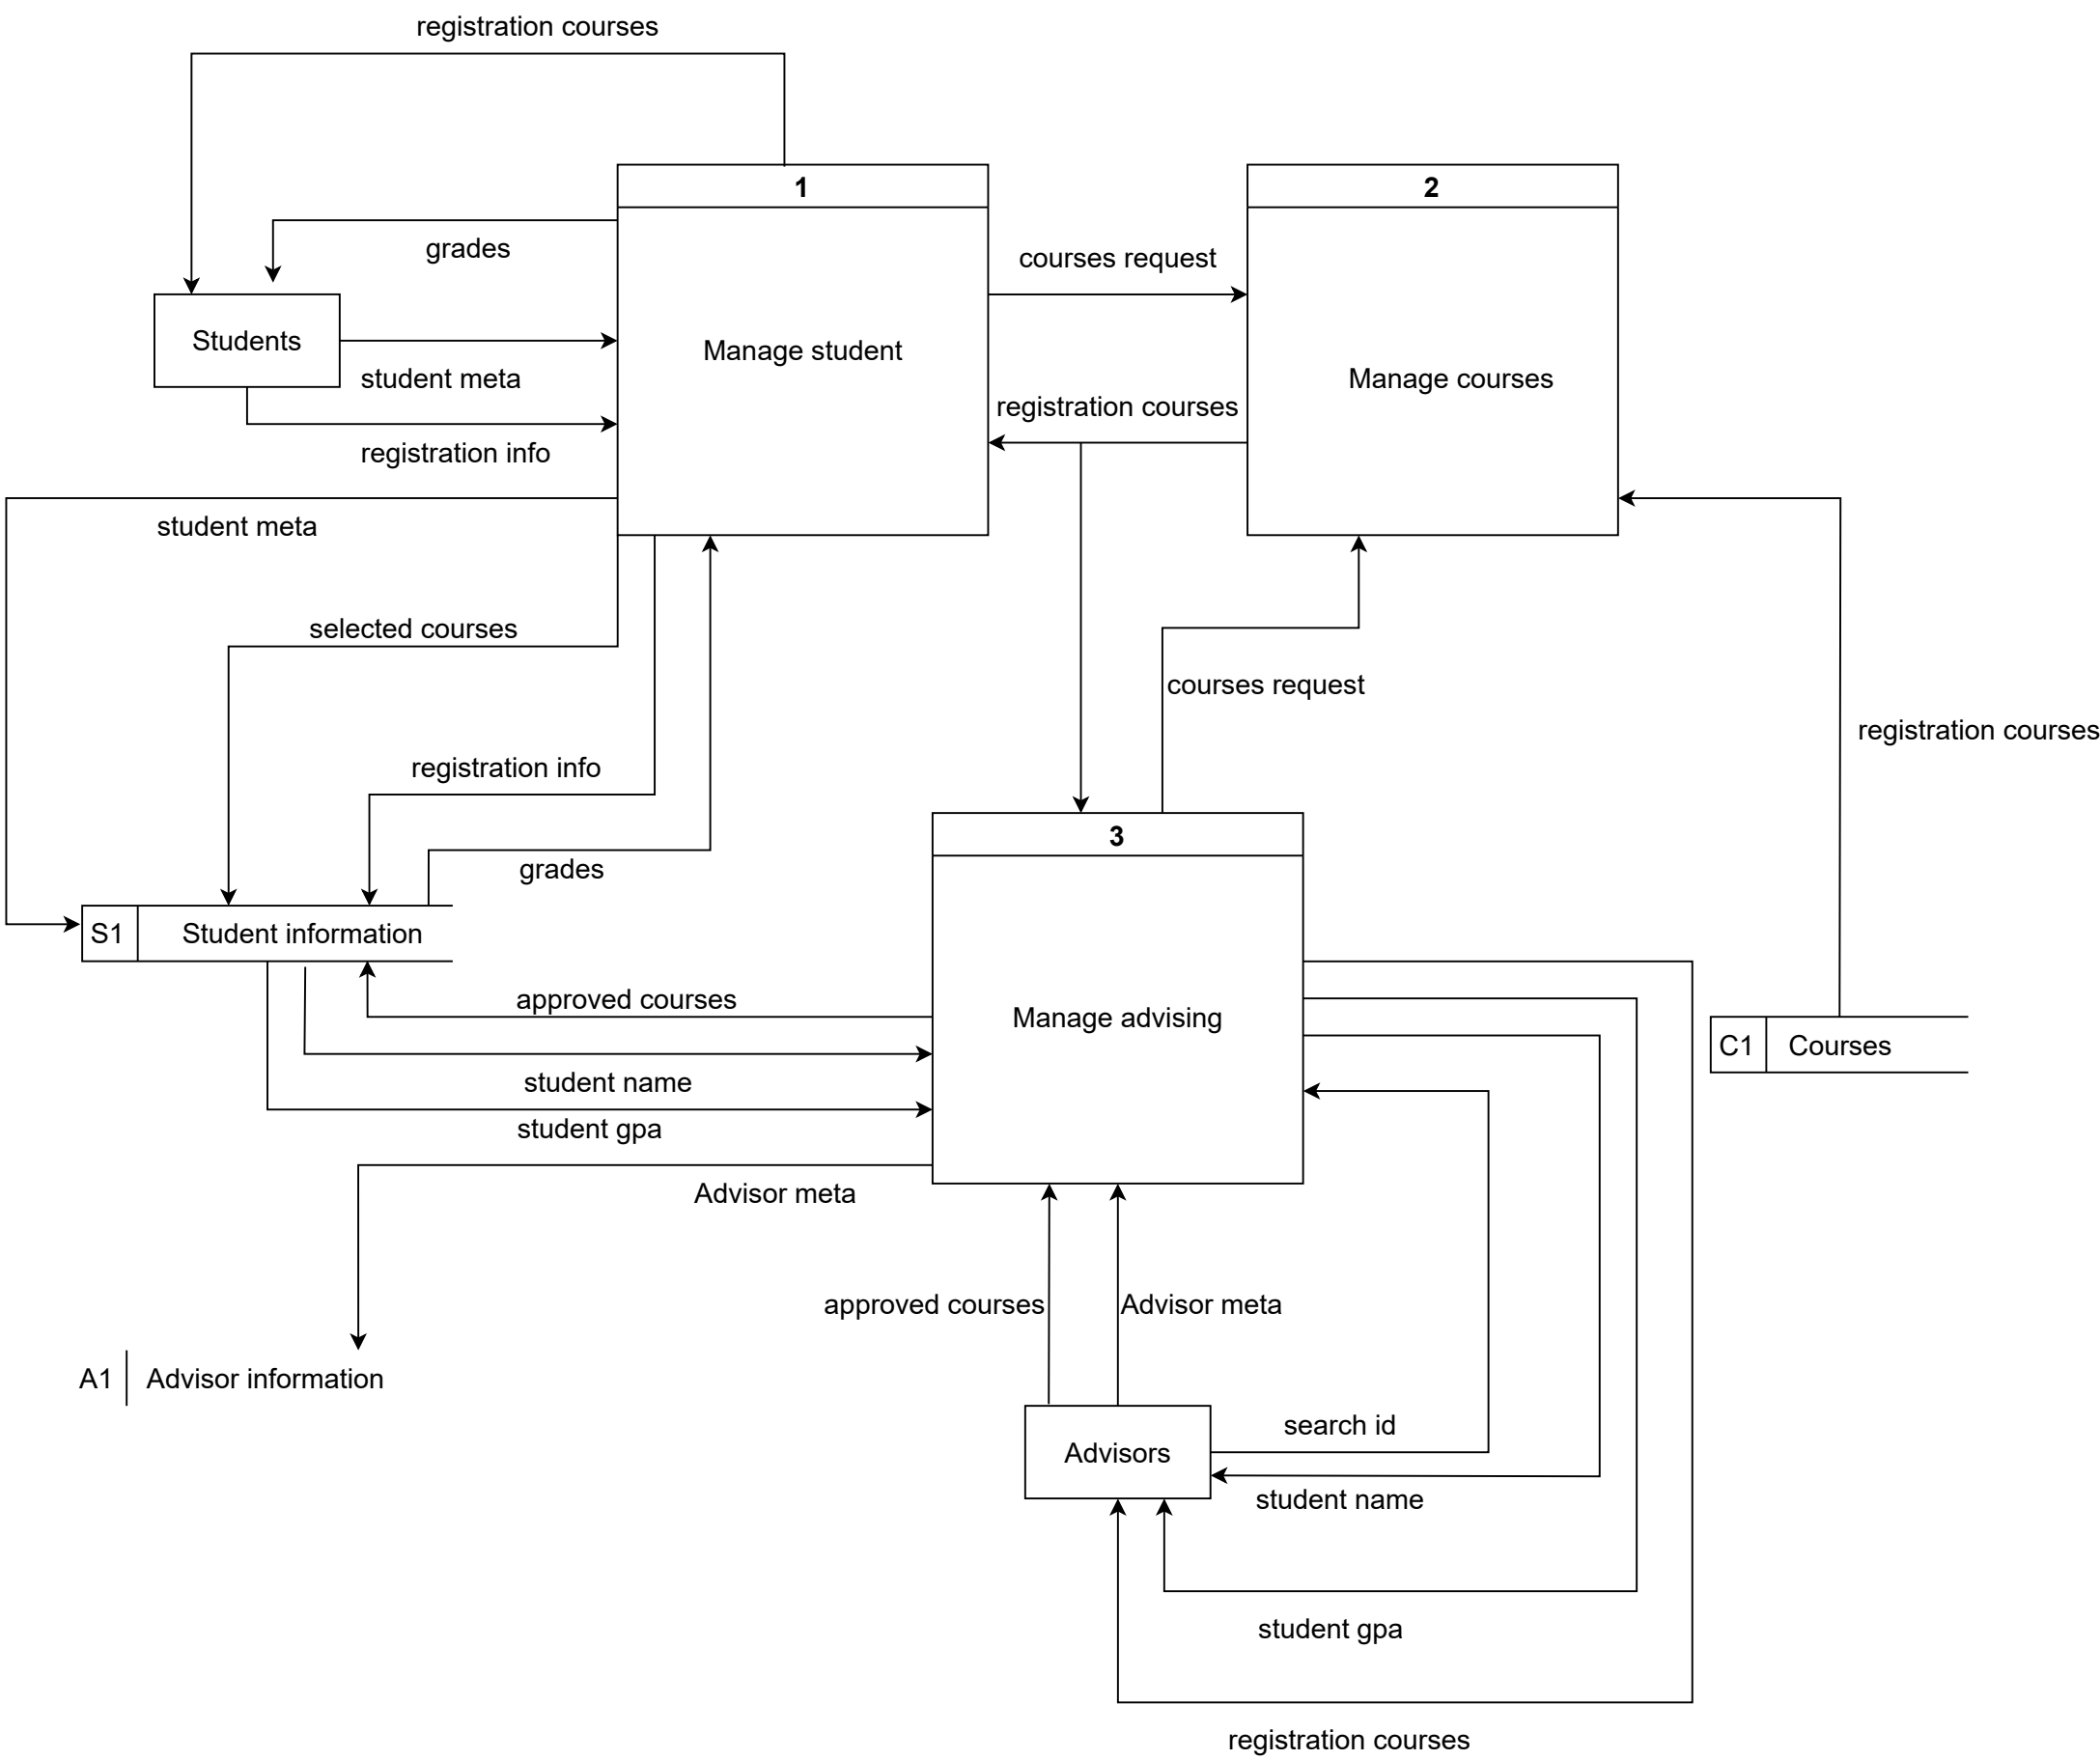 registration courses
1
2
grades
courses request
Students
Manage student
student meta
Manage courses
registration courses
registration info
student meta
selected courses
courses request
registration courses
registration info
3
grades
S1
Student information
approved courses
Manage advising
C1
Courses
student name
student gpa
Advisor meta
approved courses
Advisor meta
A1
Advisor information
search id
Advisors
student name
student gpa
registration courses